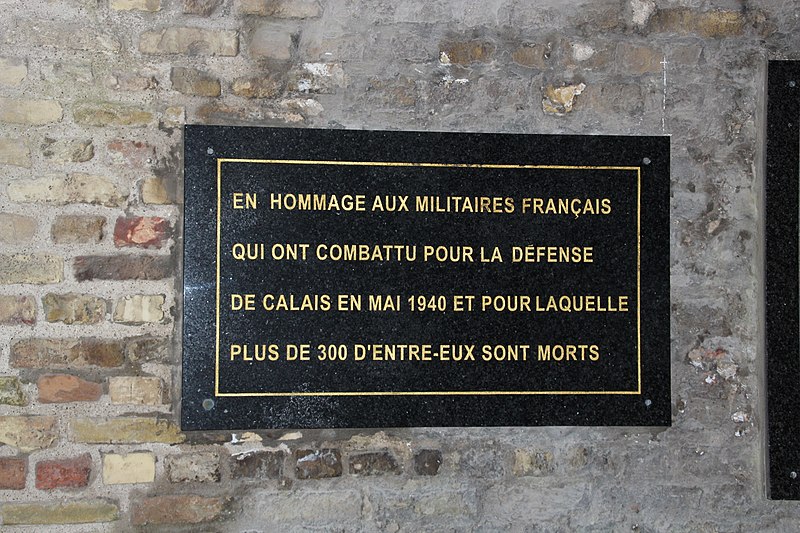 EN HOMMAGE AUX MILITAIRES FRANÇAIS
QUI ONT COMBATTU POUR LA DÉFENSE
DE CALAIS EN MAI 1940 ET POUR LAQUELLE
PLUS DE 300 D'ENTRE-EUX SONT MORTS